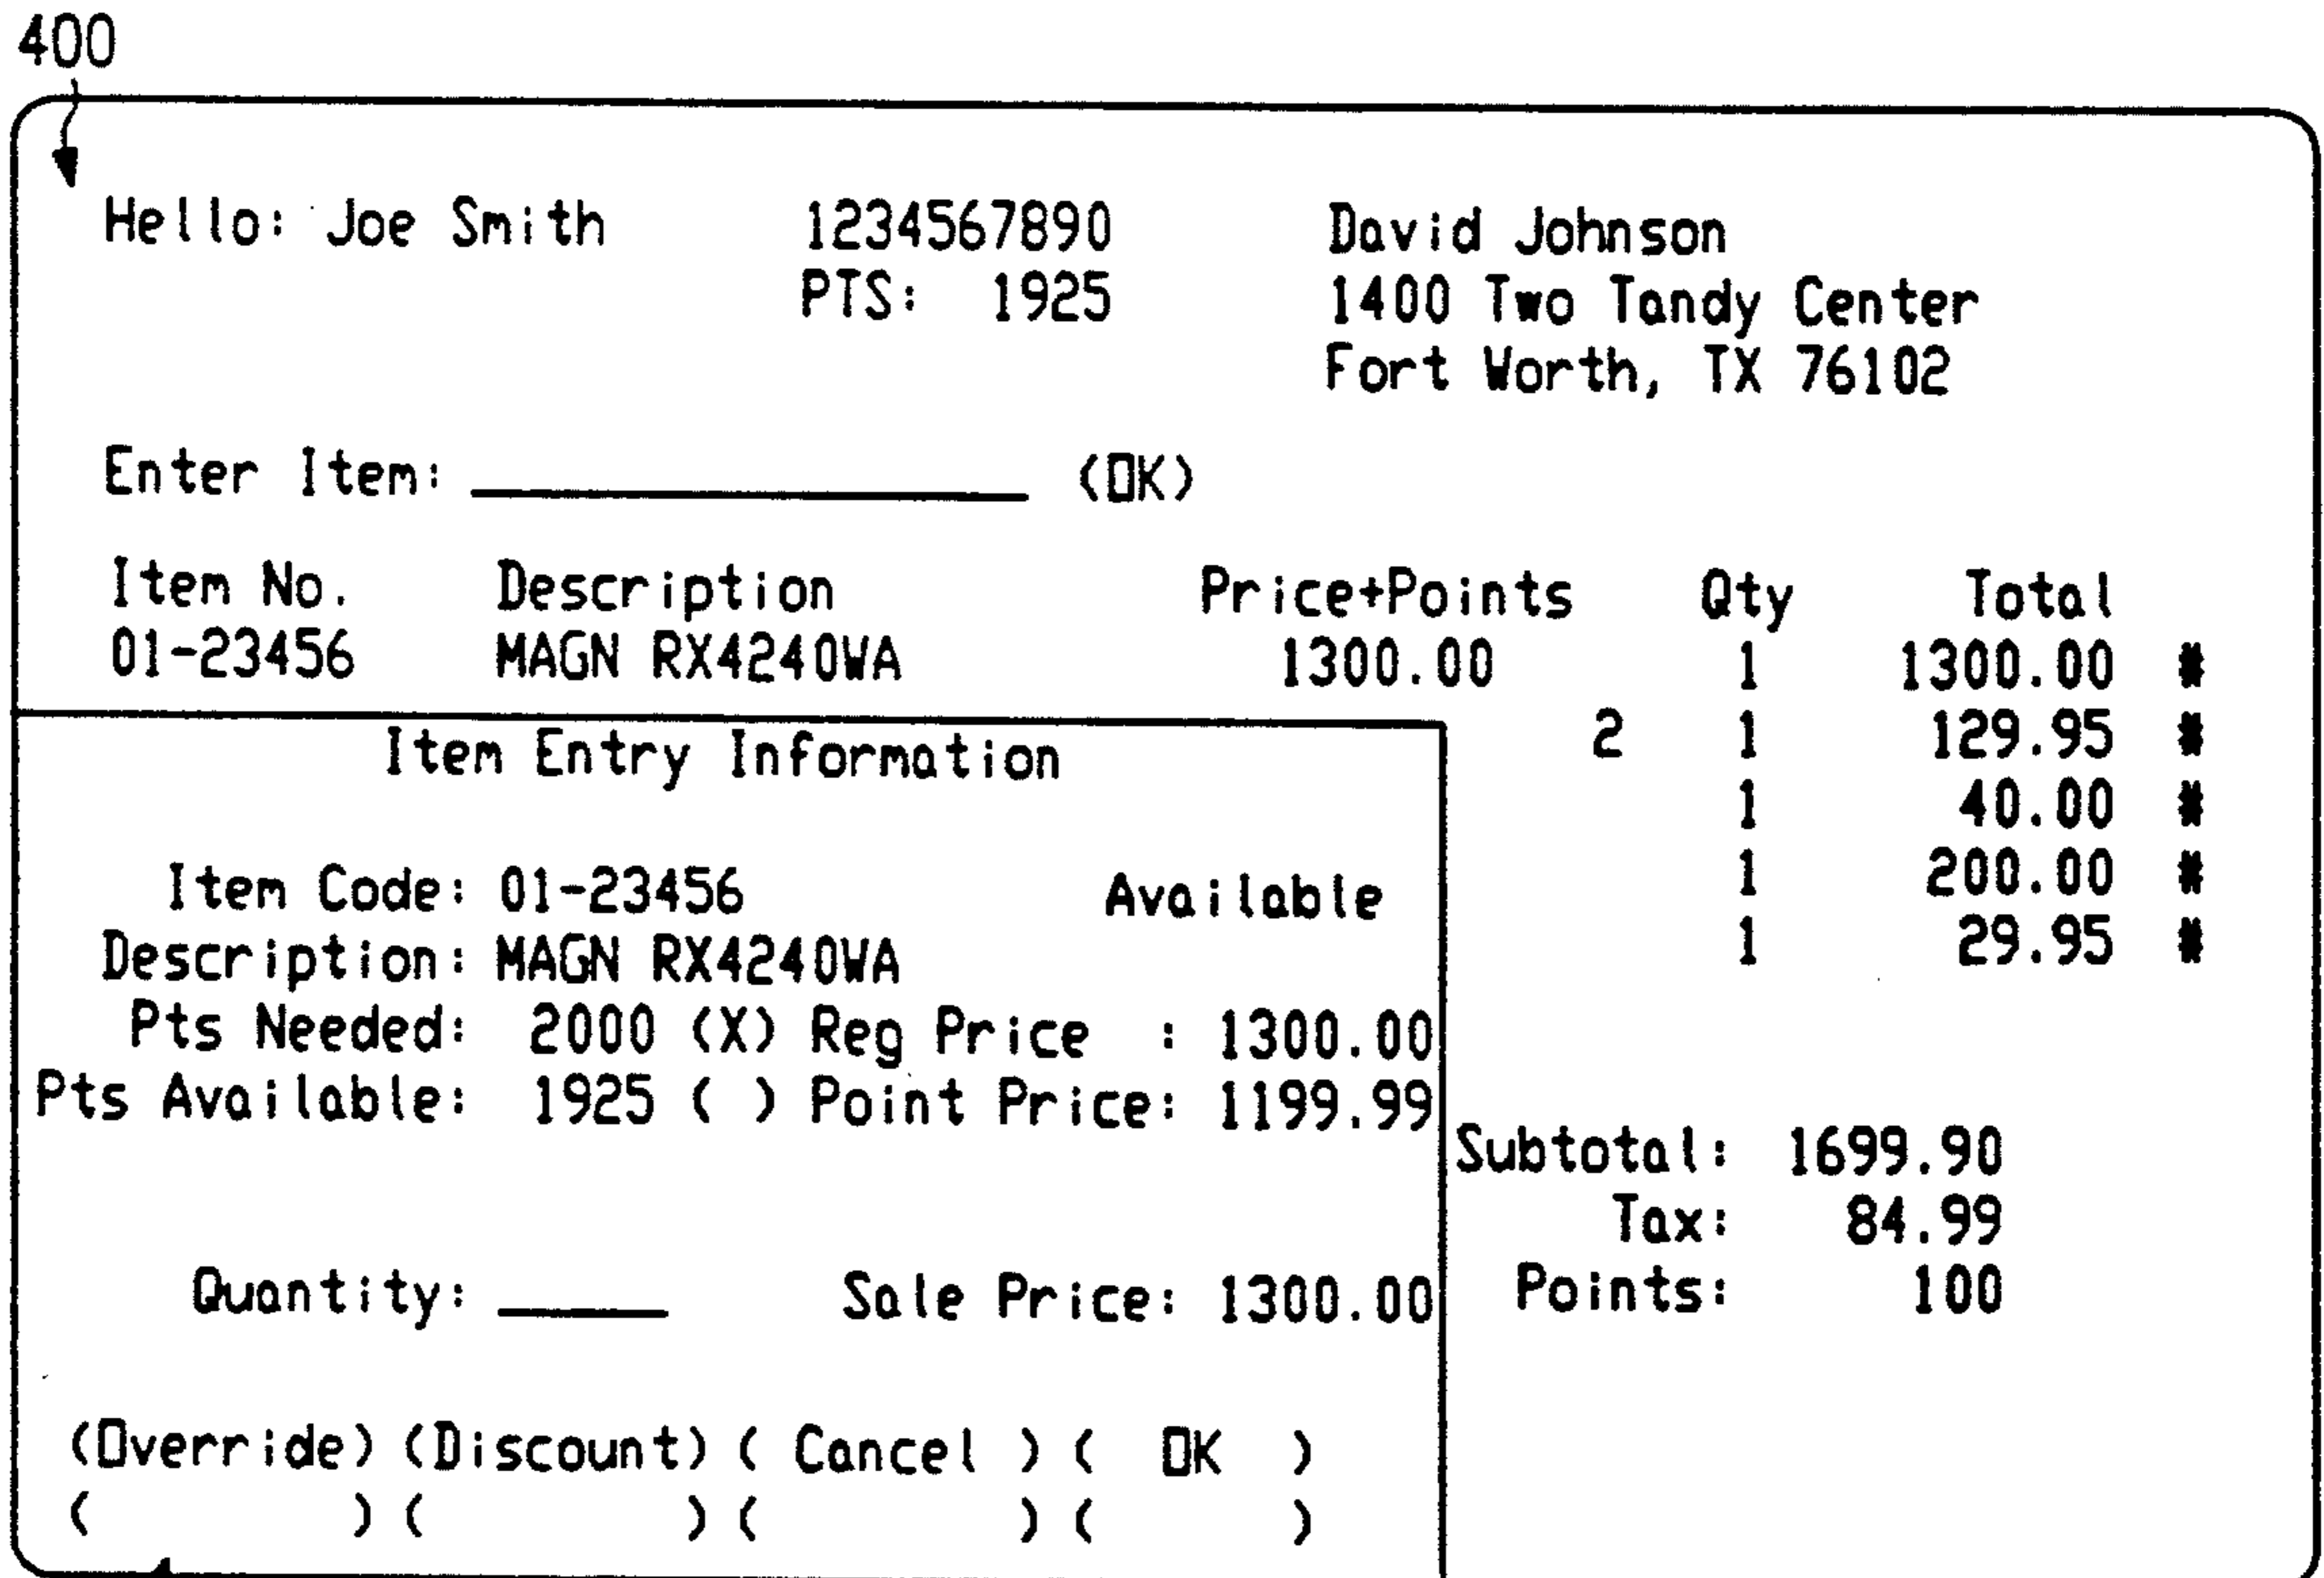 400
Hello: Joe Smith 1234567890 David Johnson
PTS: 1925 1400 Two Tandy Center
Fort Worth, TX 76102
Enter Item: ____________ (OK)
Item No. Description Price+Points Qty Total
01-23456 MAGN RX4240WA 1300.00 1 1300.00 *
2 1 129.95 *
Item Entry Information
1 40.00 *
Item Code: 01-23456 Available 1 200.00 *
Description: MAGN RX4240WA 1 29.95 *
Pts Needed: 2000 (X) Reg Price : 1300.00
Pts Available: 1925 ( ) Point Price: 1199.99
Subtotal: 1699.90
Tax: 84.99
Quantity: ____ Sale Price: 1300.00 Points: 100
(Override) (Discount) ( Cancel ) ( OK )
( ) ( ) ( ) ( )